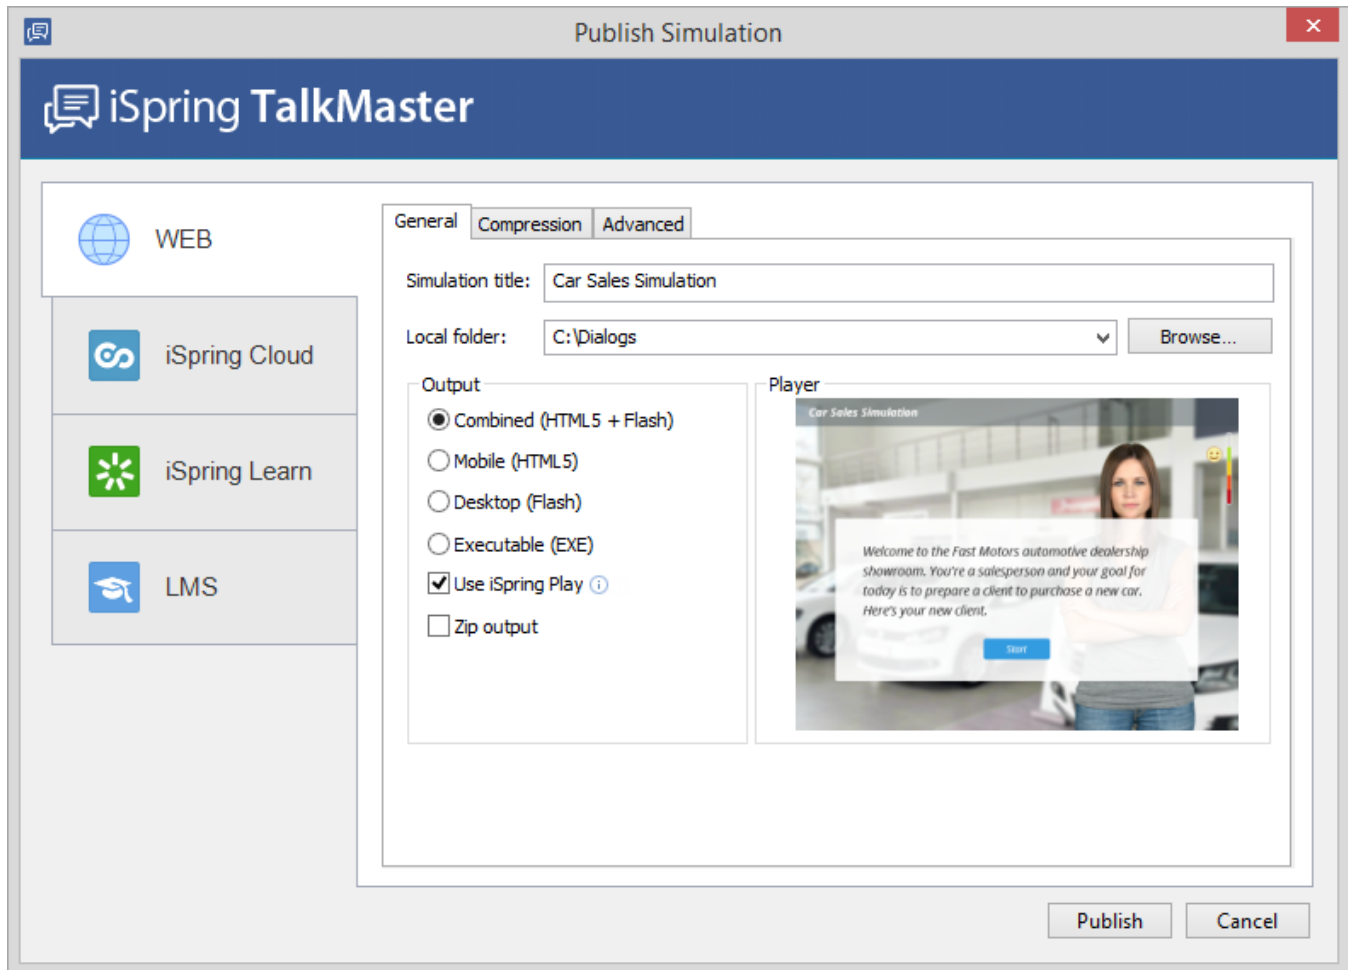 Publish Simulation
iSpring TalkMaster
WEB
iSpring Cloud
iSpring Learn
LMS
General
Compression
Advanced
Simulation title:
Car Sales Simulation
Local folder:
C:\Dialogs
Browse...
Output
Combined (HTML5 + Flash)
Mobile (HTML5)
Desktop (Flash)
Executable (EXE)
Use iSpring Play
Zip output
Player
Car Sales Simulation
Welcome to the Fast Motors automotive dealership
showroom. You're a salesperson and your goal for
today is to prepare a client to purchase a new car.
Here's your new client.
Start
Publish
Cancel